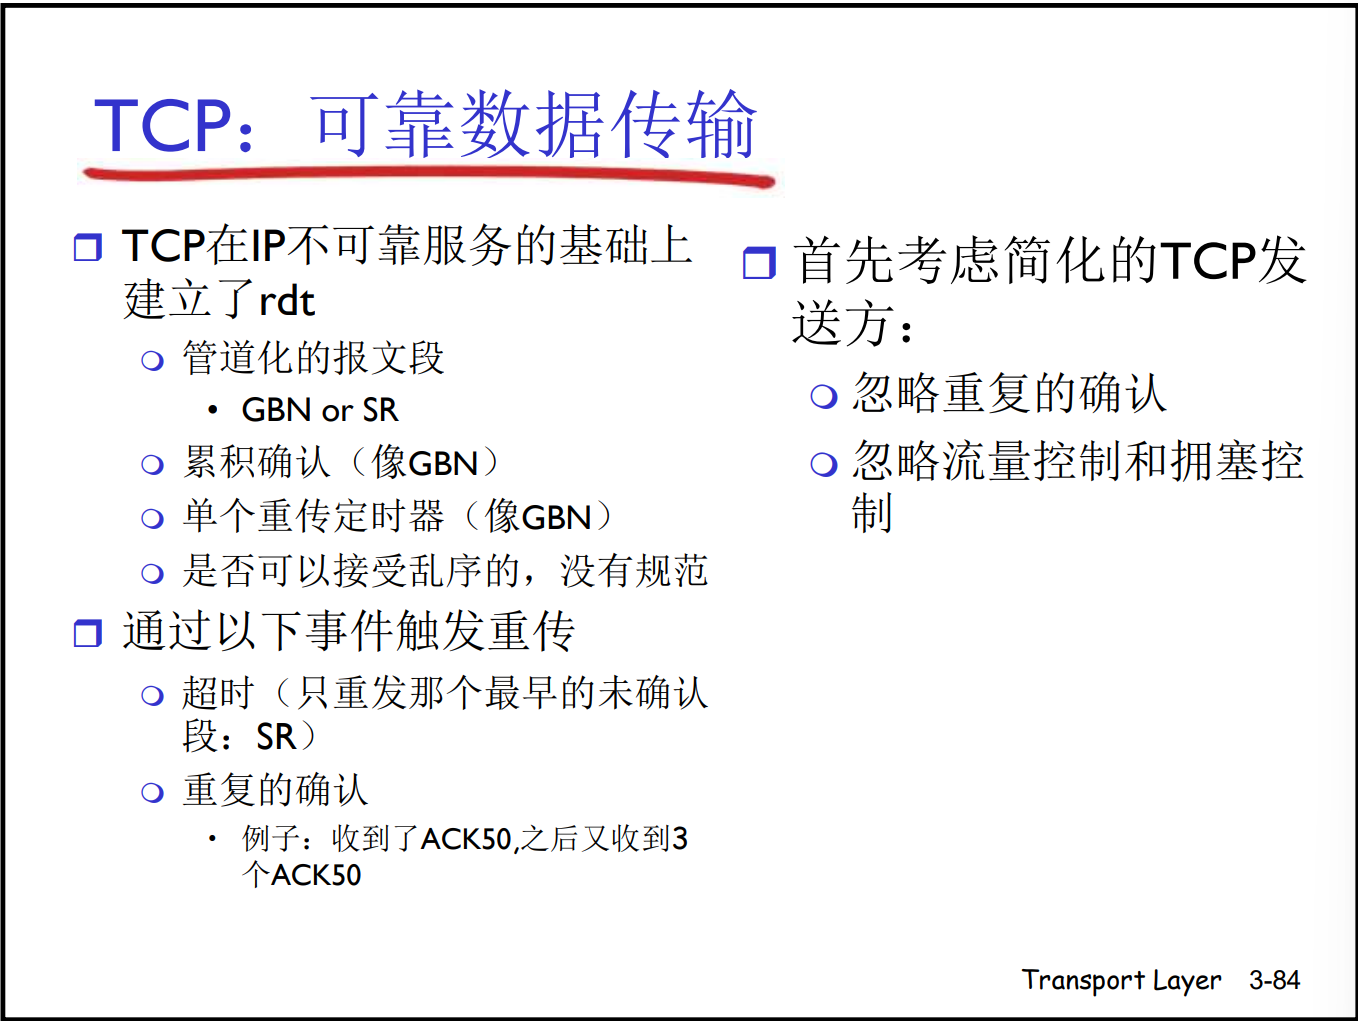 TCP：可靠数据传输
TCP在IP不可靠服务的基础上
建立了rdt
管道化的报文段
• GBN or SR
累积确认（像GBN）
单个重传定时器（像GBN）
是否可以接受乱序的，没有规范
通过以下事件触发重传
超时（只重发那个最早的未确认
段：SR）
重复的确认
• 例子：收到了ACK50,之后又收到3
个ACK50
首先考虑简化的TCP发
送方：
忽略重复的确认
忽略流量控制和拥塞控
制
Transport Layer 3-84